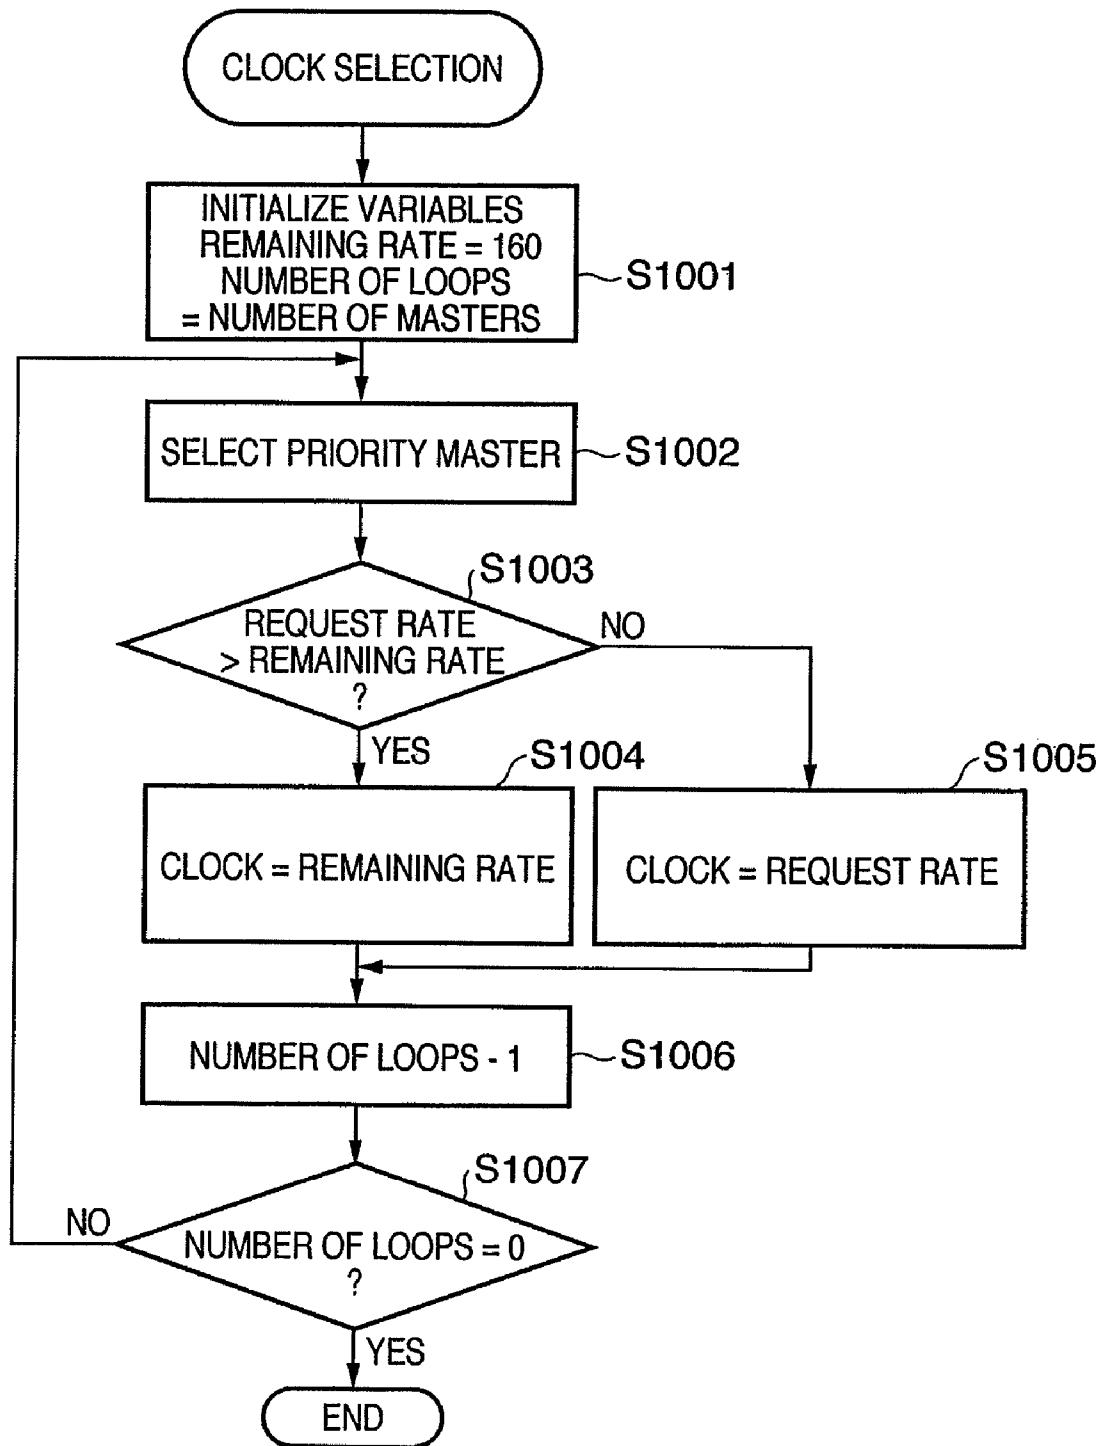 CLOCK SELECTION
INITIALIZE VARIABLES
REMAINING RATE = 160
NUMBER OF LOOPS
= NUMBER OF MASTERS
S1001
SELECT PRIORITY MASTER
S1002
S1003
REQUEST RATE
> REMAINING RATE
?
NO
YES
S1004
S1005
CLOCK = REMAINING RATE
CLOCK = REQUEST RATE
NUMBER OF LOOPS - 1
S1006
S1007
NO
NUMBER OF LOOPS = 0
?
YES
END